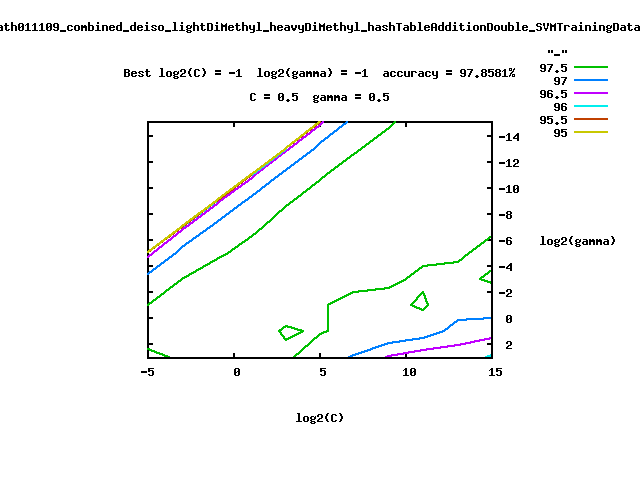 ath011109_combined_deiso_lightDiMethyl_heavyDiMethyl_hashTableAdditionDouble_SVMTrainingData
"-"
Best log2(C) = -1 log2(gamma) = -1 accuracy = 97.8581%
C = 0.5 gamma = 0.5
97.5
97
96.5
96
95.5
95
-14
-12
-10
-8
-6
-4
-2
0
2
log2(gamma)
-5 0 5 10 15
log2(C)